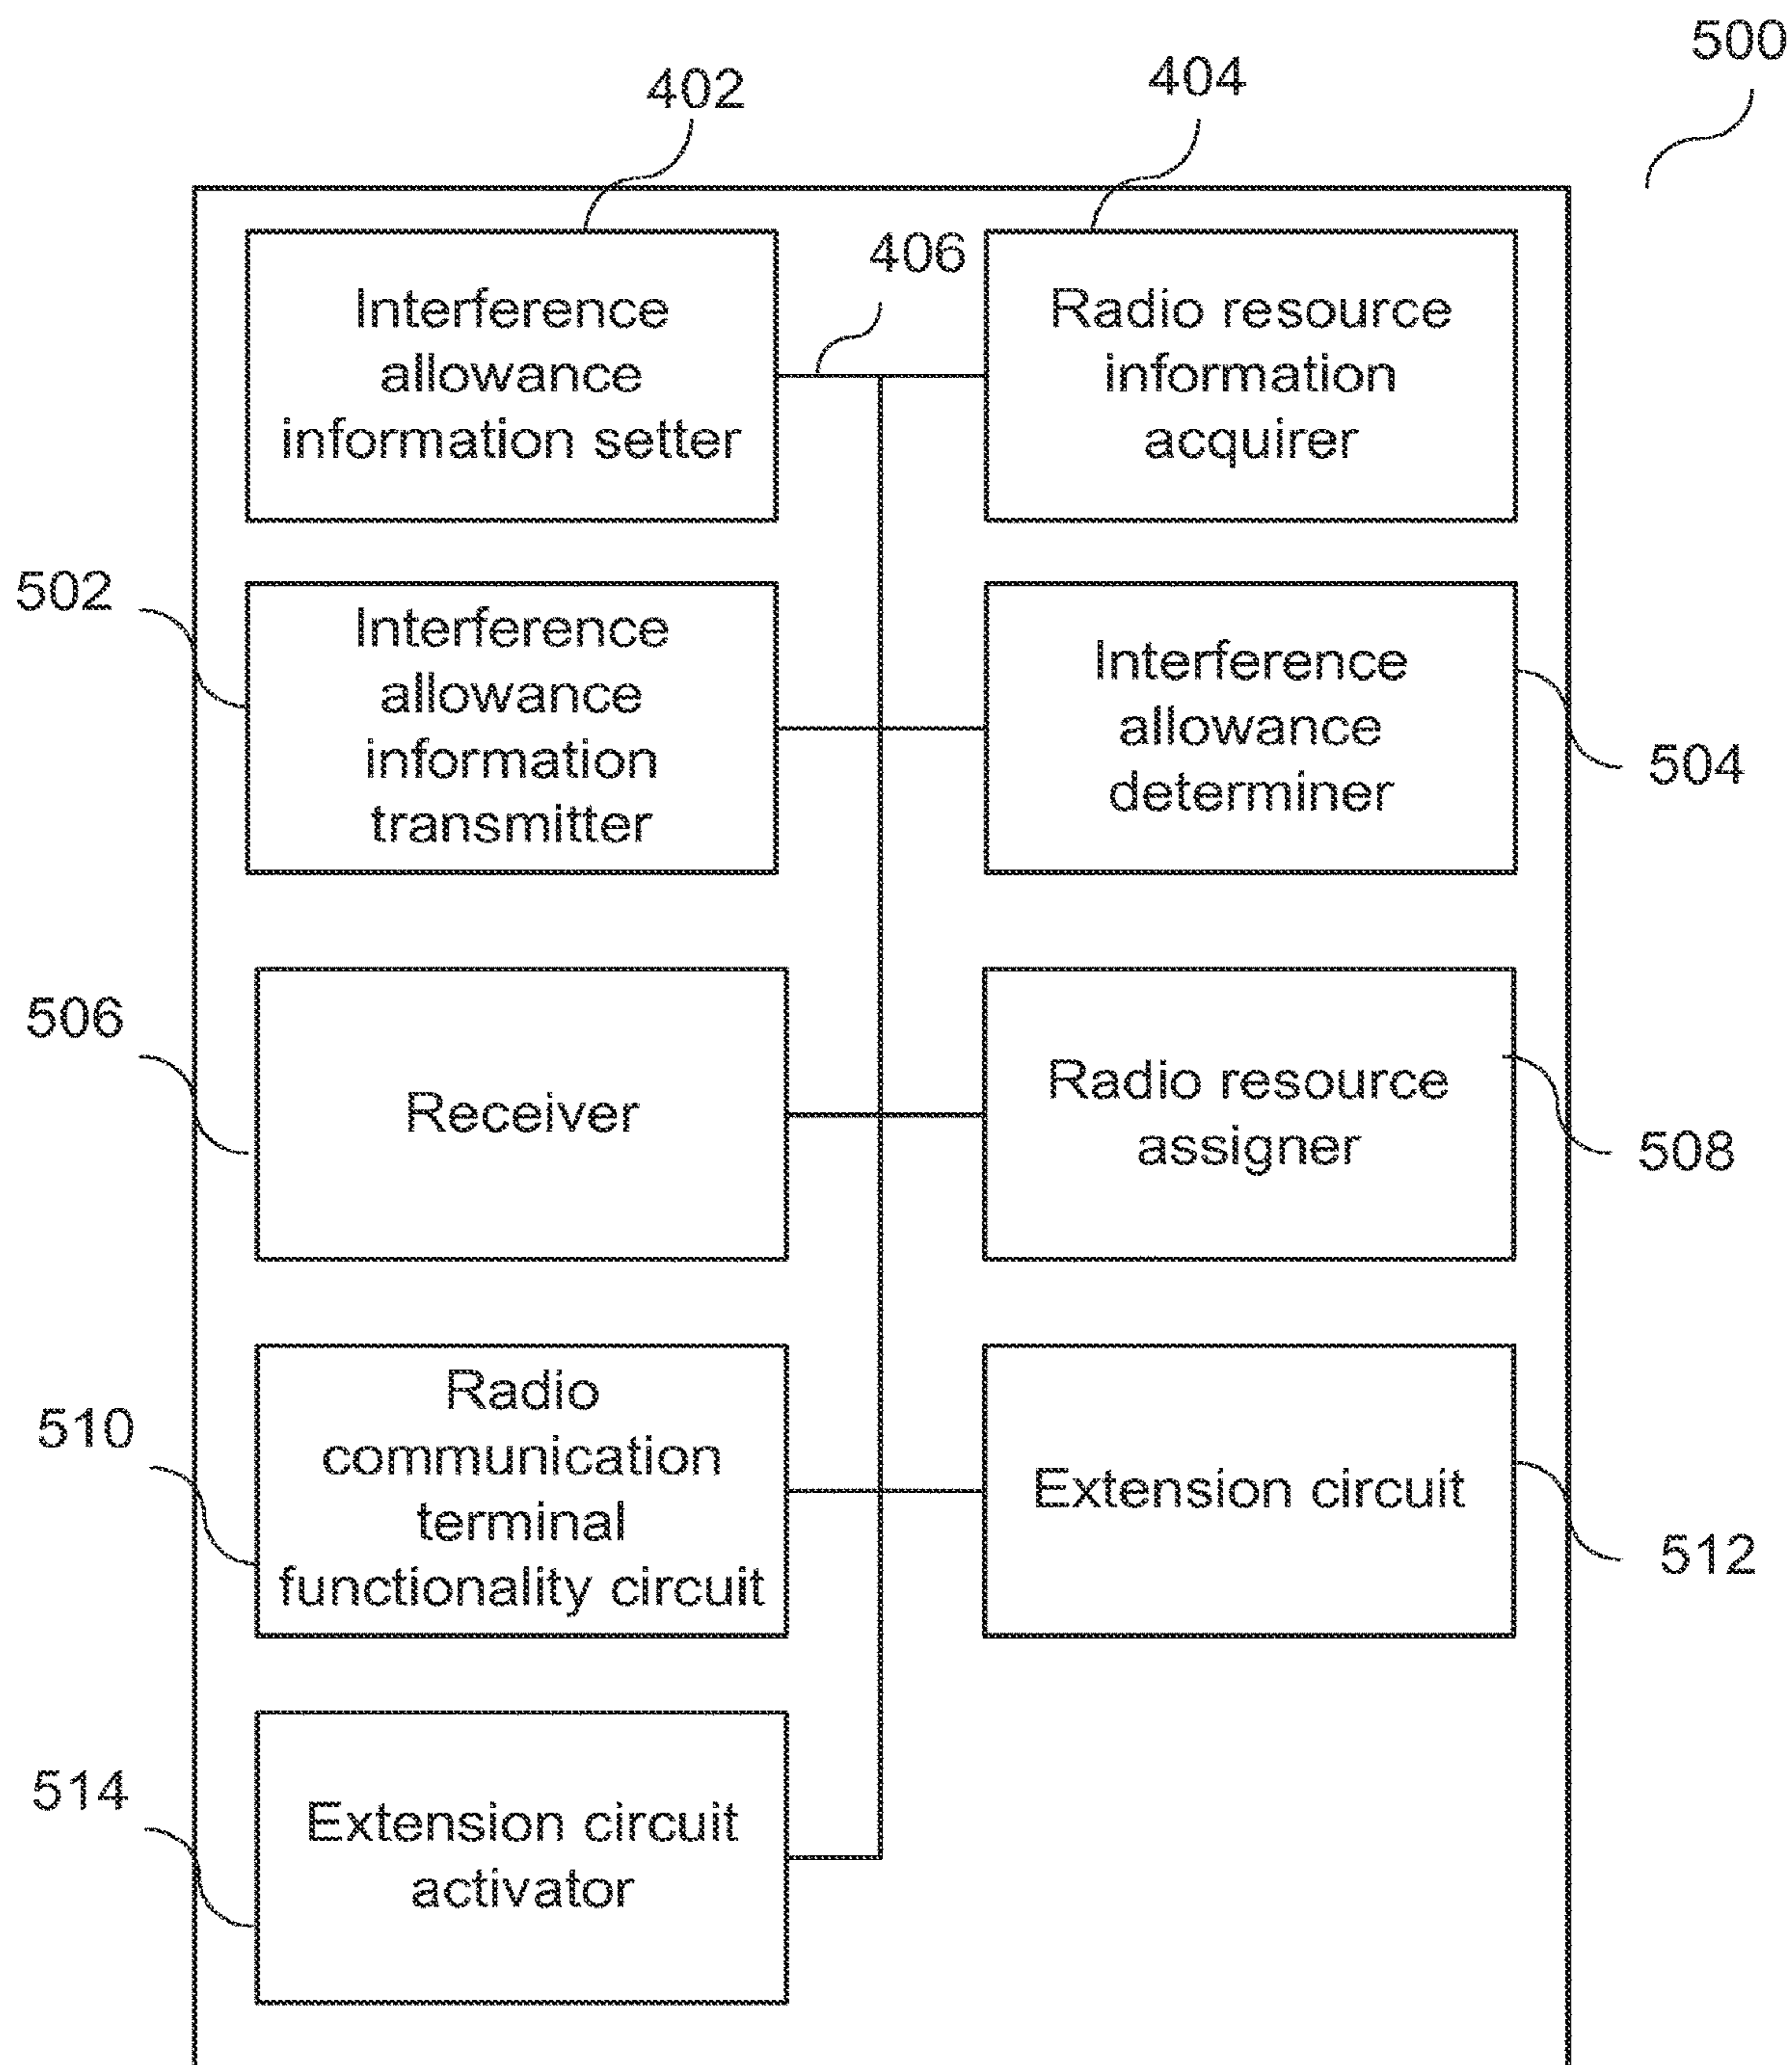 500
402
404
406
Interference
allowance
information setter
Radio resource
information
acquirer
502
Interference
allowance
information
transmitter
Interference
allowance
determiner
504
506
Receiver
Radio resource
assigner
508
510
Radio
communication
terminal
functionality circuit
Extension circuit
512
514
Extension circuit
activator